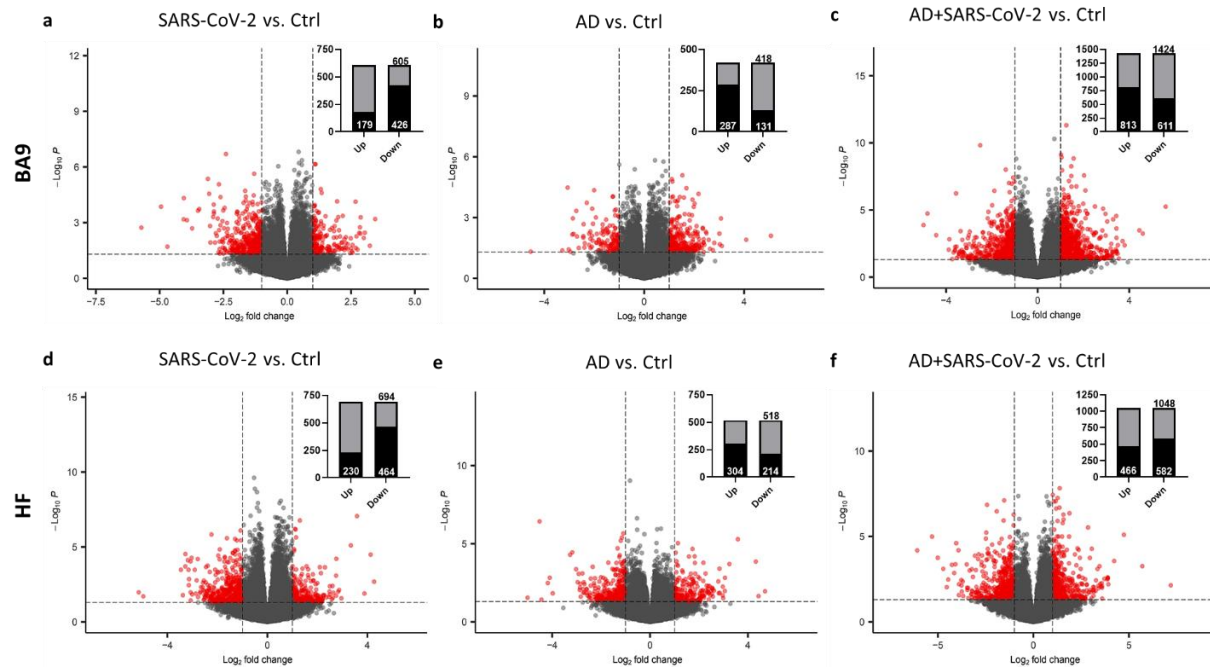 a SARS-CoV-2 vs. Ctrl
b AD vs. Ctrl
c AD+SARS-CoV-2 vs. Ctrl
BA9
12
9
6
3
0
− Log₁₀ P
−7.5 −5.0 −2.5 0.0 2.5 5.0
Log₂ fold change
750
500
250
0
605
179 426
Up Down
12
9
6
3
0
− Log₁₀ P
−4 0 4
Log₂ fold change
500
250
0
418
287 131
Up Down
15
10
5
0
− Log₁₀ P
−4 0 4
Log₂ fold change
1500
1250
1000
750
500
250
0
1424
813 611
Up Down
d SARS-CoV-2 vs. Ctrl
e AD vs. Ctrl
f AD+SARS-CoV-2 vs. Ctrl
HF
15
10
5
0
− Log₁₀ P
−4 0 4
Log₂ fold change
750
500
250
0
694
230 464
Up Down
10
5
0
− Log₁₀ P
−4 0 4
Log₂ fold change
750
500
250
0
518
304 214
Up Down
10
5
0
− Log₁₀ P
−4 0 4
Log₂ fold change
1250
1000
750
500
250
0
1048
466 582
Up Down